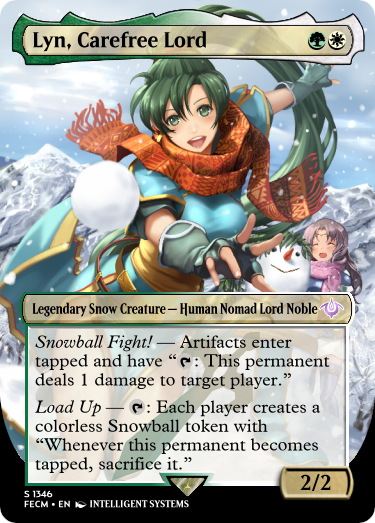 Lyn, Carefree Lord
Legendary Snow Creature — Human Nomad Lord Noble
Snowball Fight! — Artifacts enter
tapped and have “: This permanent
deals 1 damage to target player.”
Load Up — : Each player creates a
colorless Snowball token with
“Whenever this permanent becomes
tapped, sacrifice it.”
2/2
S 1346
FECM • EN INTELLIGENT SYSTEMS